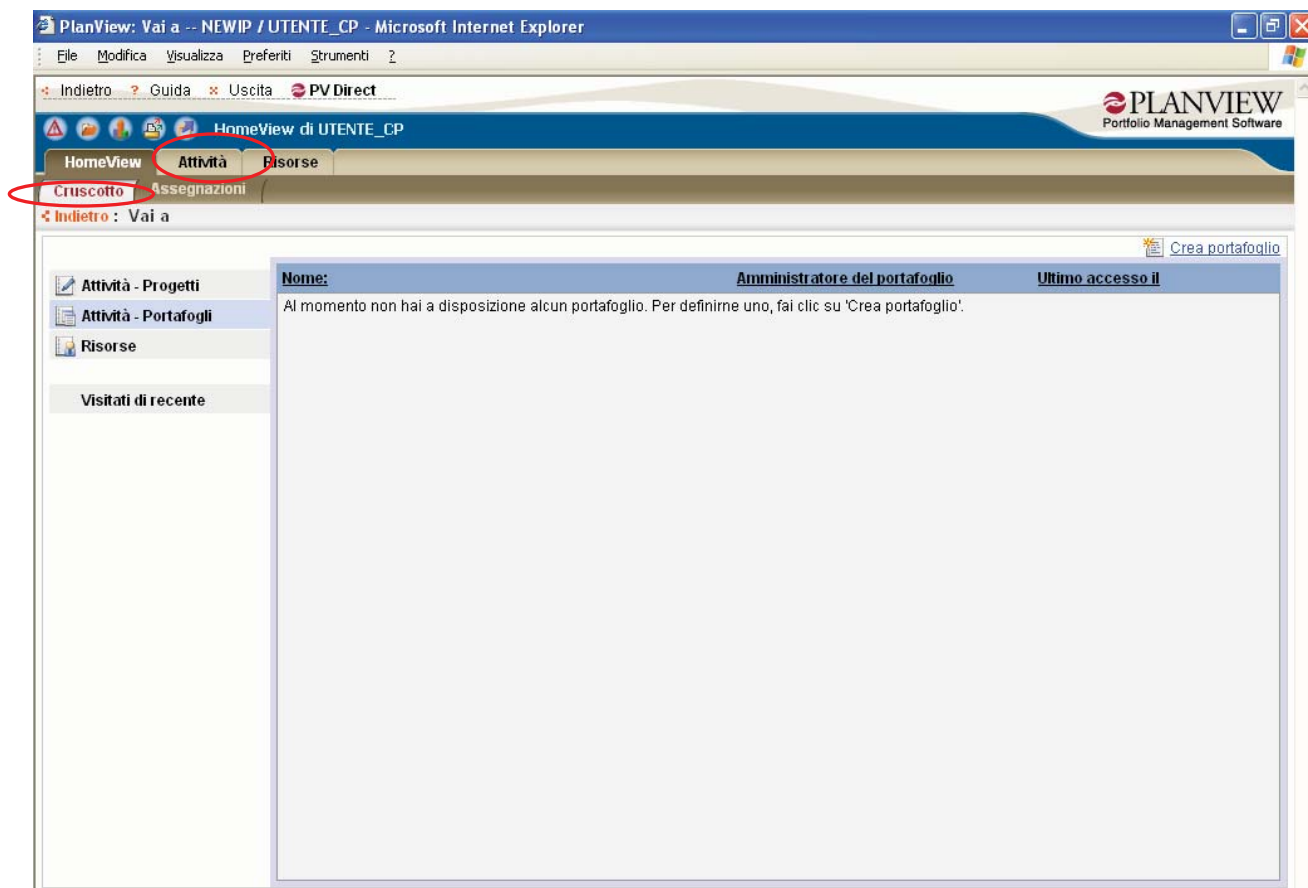 PlanView: Vai a -- NEWIP / UTENTE_CP - Microsoft Internet Explorer
File Modifica Visualizza Preferiti Strumenti ?
Indietro ? Guida Uscita PV Direct
PLANVIEW
Portfolio Management Software
HomeView di UTENTE_CP
HomeView Attività Risorse
Cruscotto Assegnazioni
Indietro : Vai a
Crea portafoglio
Attività - Progetti
Attività - Portafogli
Risorse
Visitati di recente
Nome: Amministratore del portafoglio Ultimo accesso il
Al momento non hai a disposizione alcun portafoglio. Per definirne uno, fai clic su 'Crea portafoglio'.